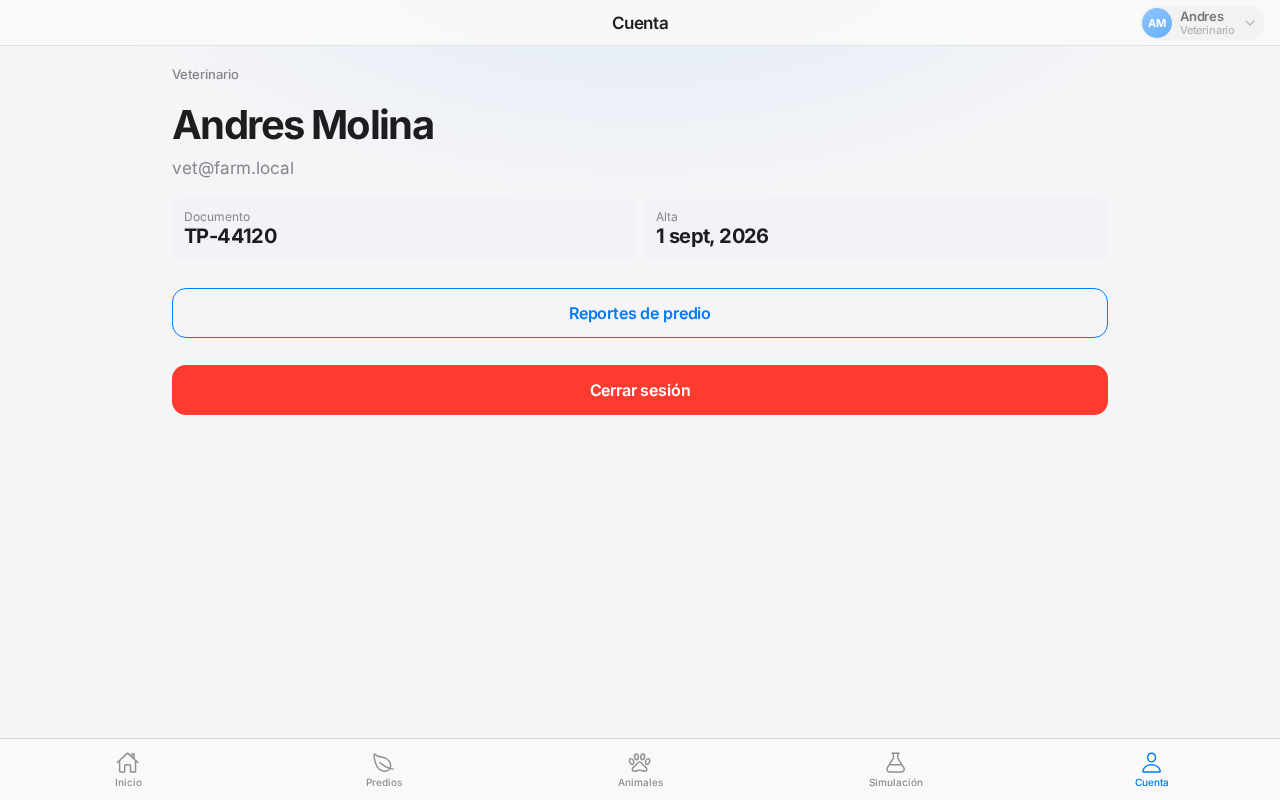 Cuenta
AM
Andres
Veterinario
Veterinario
Andres Molina
vet@farm.local
Documento
TP-44120
Alta
1 sept, 2026
Reportes de predio
Cerrar sesión
Inicio
Predios
Animales
Simulación
Cuenta